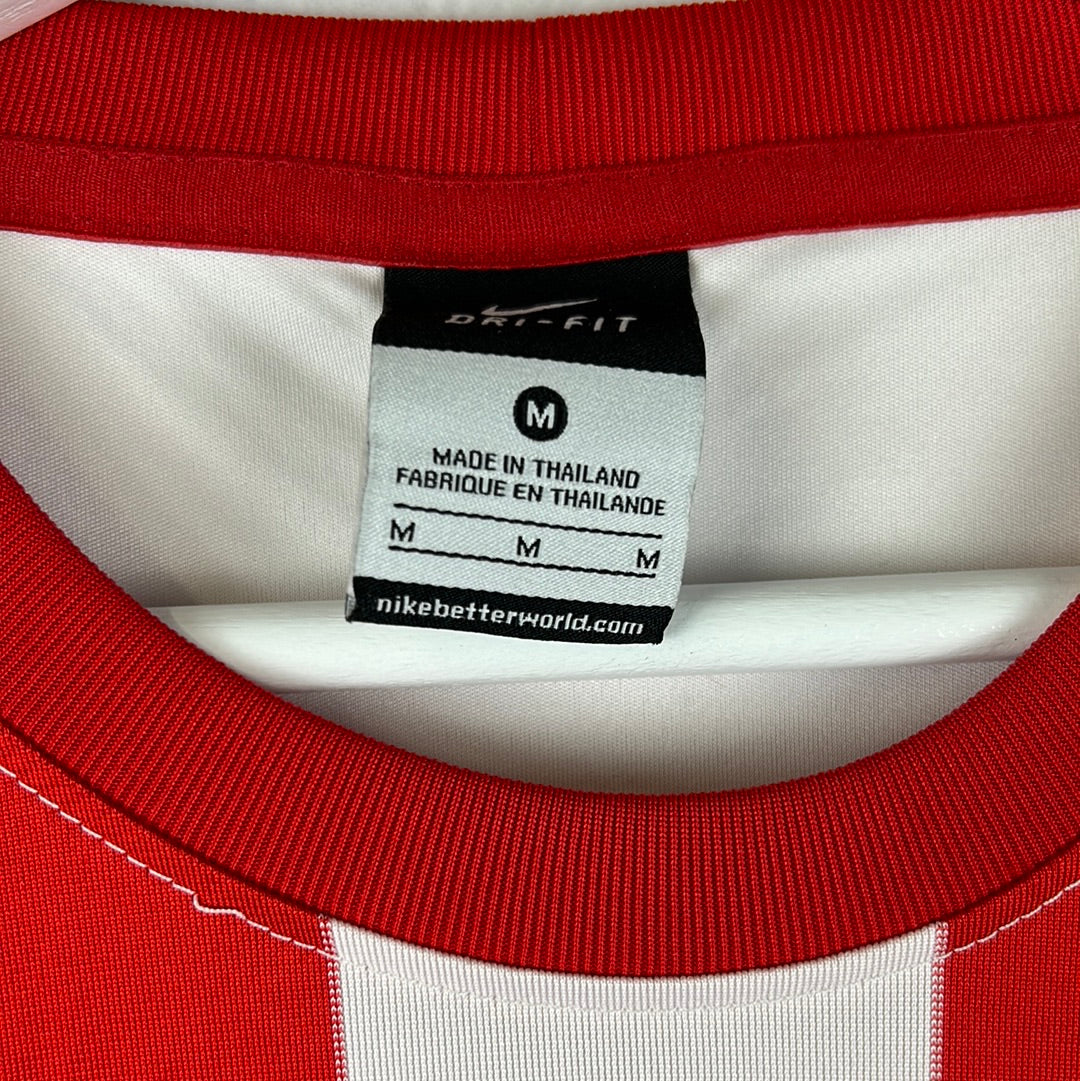 DRI-FIT
M
MADE IN THAILAND
FABRIQUE EN THAILANDE
M M M
nikebetterworld.com